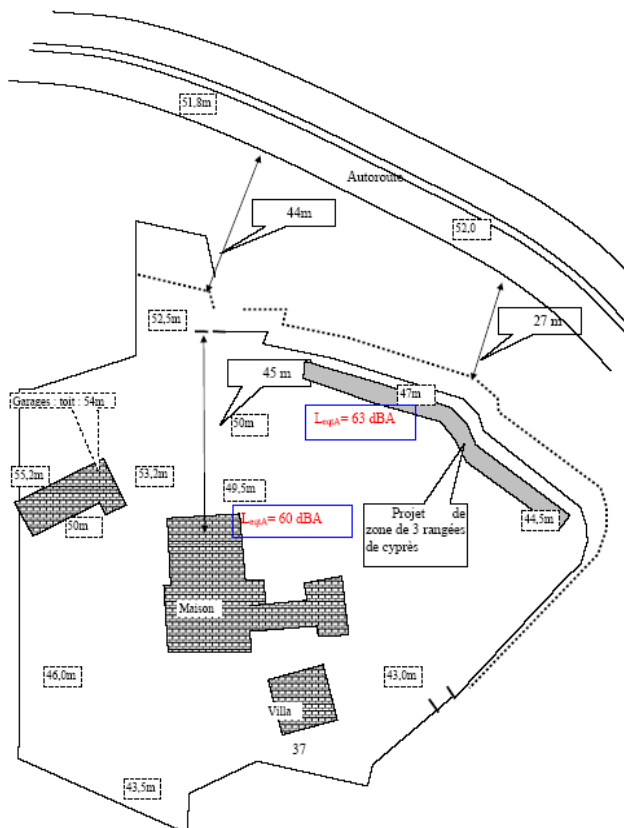 51,8m
Autoroute
44m
52,0
27 m
52,5m
45 m
47m
Garages : toit : 54m
50m
LeqA= 63 dBA
55,2m
53,2m
49,5m
50m
LeqA= 60 dBA
Projet de
zone de 3 rangées
de cyprès
44,5m
Maison
46,0m
43,0m
Villa
37
43,5m